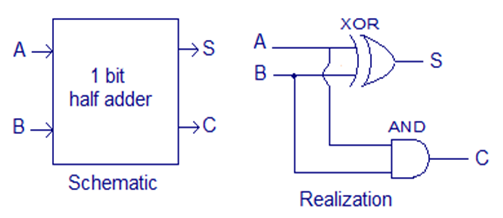 A
B
1 bit
half adder
S
C
Schematic
XOR
A
B
S
AND
C
Realization